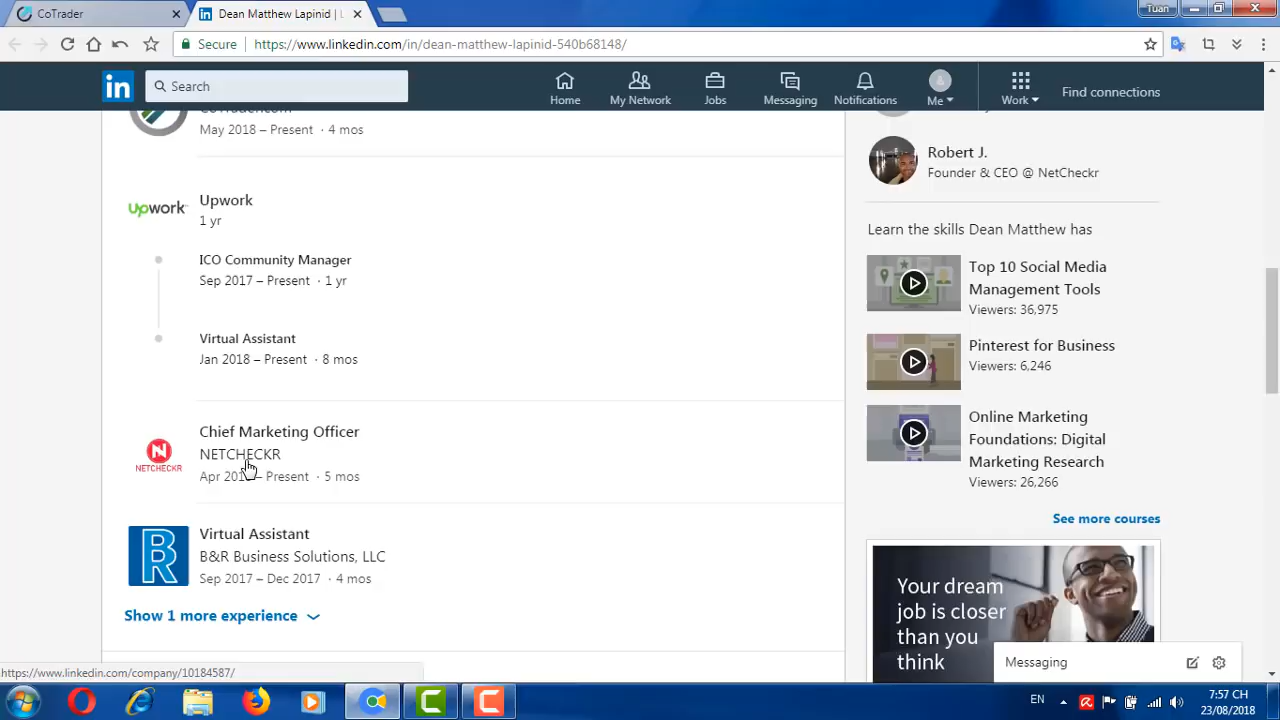 CoTrader
Dean Matthew Lapinid | L
Tuan
Secure
https://www.linkedin.com/in/dean-matthew-lapinid-540b68148/
in
Search
Home
My Network
Jobs
Messaging
Notifications
Me
Work
Find connections
CoTrader.com
May 2018 – Present · 4 mos
Upwork
Upwork
1 yr
ICO Community Manager
Sep 2017 – Present · 1 yr
Virtual Assistant
Jan 2018 – Present · 8 mos
N
NETCHECKR
Chief Marketing Officer
NETCHECKR
Apr 201 – Present · 5 mos
R
Virtual Assistant
B&R Business Solutions, LLC
Sep 2017 – Dec 2017 · 4 mos
Show 1 more experience
Robert J.
Founder & CEO @ NetCheckr
Learn the skills Dean Matthew has
Top 10 Social Media
Management Tools
Viewers: 36,975
Pinterest for Business
Viewers: 6,246
Online Marketing
Foundations: Digital
Marketing Research
Viewers: 26,266
See more courses
Your dream
job is closer
than you
think
Messaging
https://www.linkedin.com/company/10184587/
EN
7:57 CH
23/08/2018